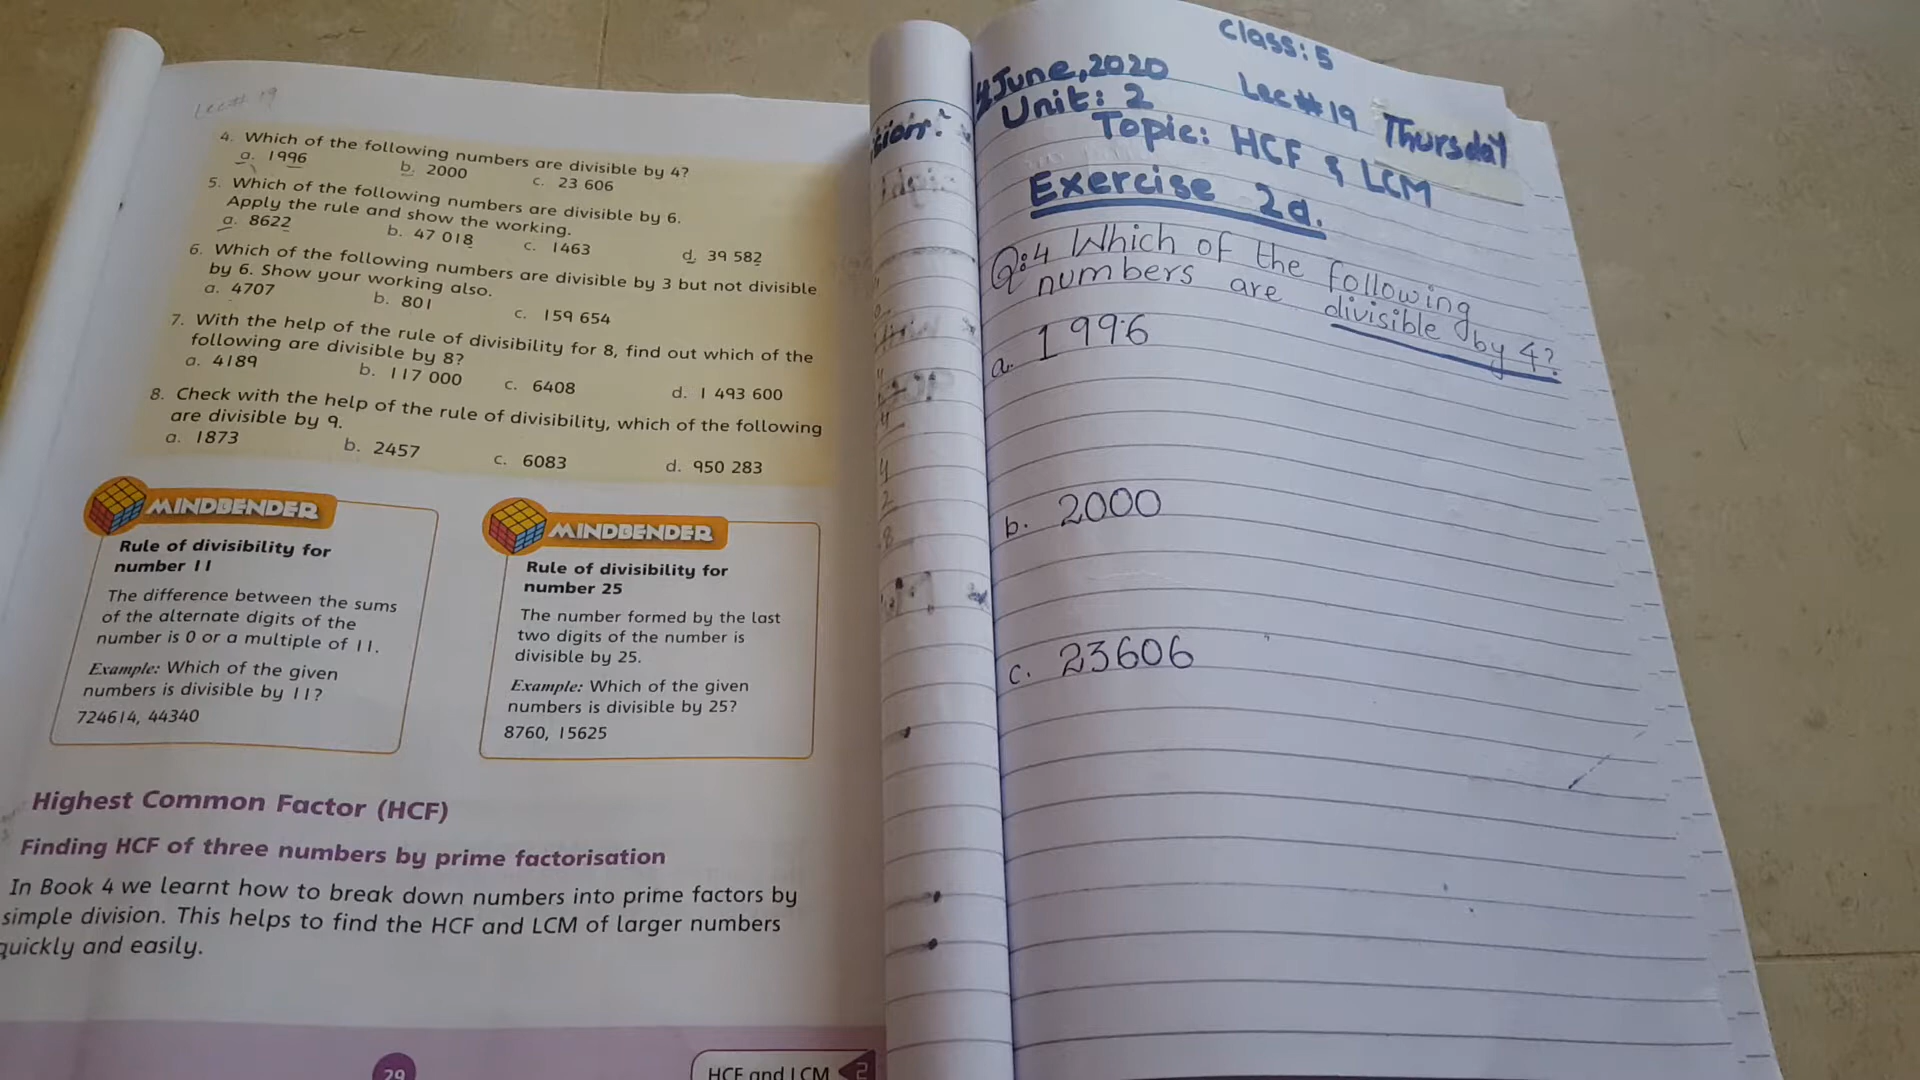 Lec# 19
4. Which of the following numbers are divisible by 4?
a. 1996 b. 2000 c. 23 606
5. Which of the following numbers are divisible by 6.
Apply the rule and show the working.
a. 8622 b. 47 018 c. 1463 d. 39 582
6. Which of the following numbers are divisible by 3 but not divisible
by 6. Show your working also.
a. 4707 b. 801 c. 159 654
7. With the help of the rule of divisibility for 8, find out which of the
following are divisible by 8?
a. 4189 b. 117 000 c. 6408 d. 1 493 600
8. Check with the help of the rule of divisibility, which of the following
are divisible by 9.
a. 1873 b. 2457 c. 6083 d. 950 283
MINDBENDER
Rule of divisibility for
number 11
The difference between the sums
of the alternate digits of the
number is 0 or a multiple of 11.
Example: Which of the given
numbers is divisible by 11?
724614, 44340
MINDBENDER
Rule of divisibility for
number 25
The number formed by the last
two digits of the number is
divisible by 25.
Example: Which of the given
numbers is divisible by 25?
8760, 15625
Highest Common Factor (HCF)
Finding HCF of three numbers by prime factorisation
In Book 4 we learnt how to break down numbers into prime factors by
simple division. This helps to find the HCF and LCM of larger numbers
quickly and easily.
29
HCF and LCM 2
Class: 5
4 June, 2020 Lec# 19 Thursday
Unit: 2
Topic: HCF & LCM
Exercise 2a.
Q:4 Which of the following
numbers are divisible by 4?
a. 1996
b. 2000
c. 23606